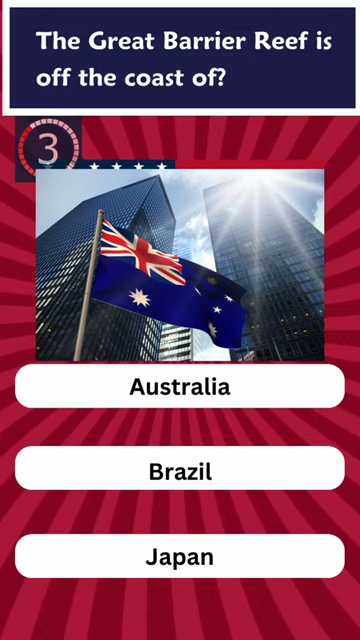 The Great Barrier Reef is
off the coast of?
3
Australia
Brazil
Japan